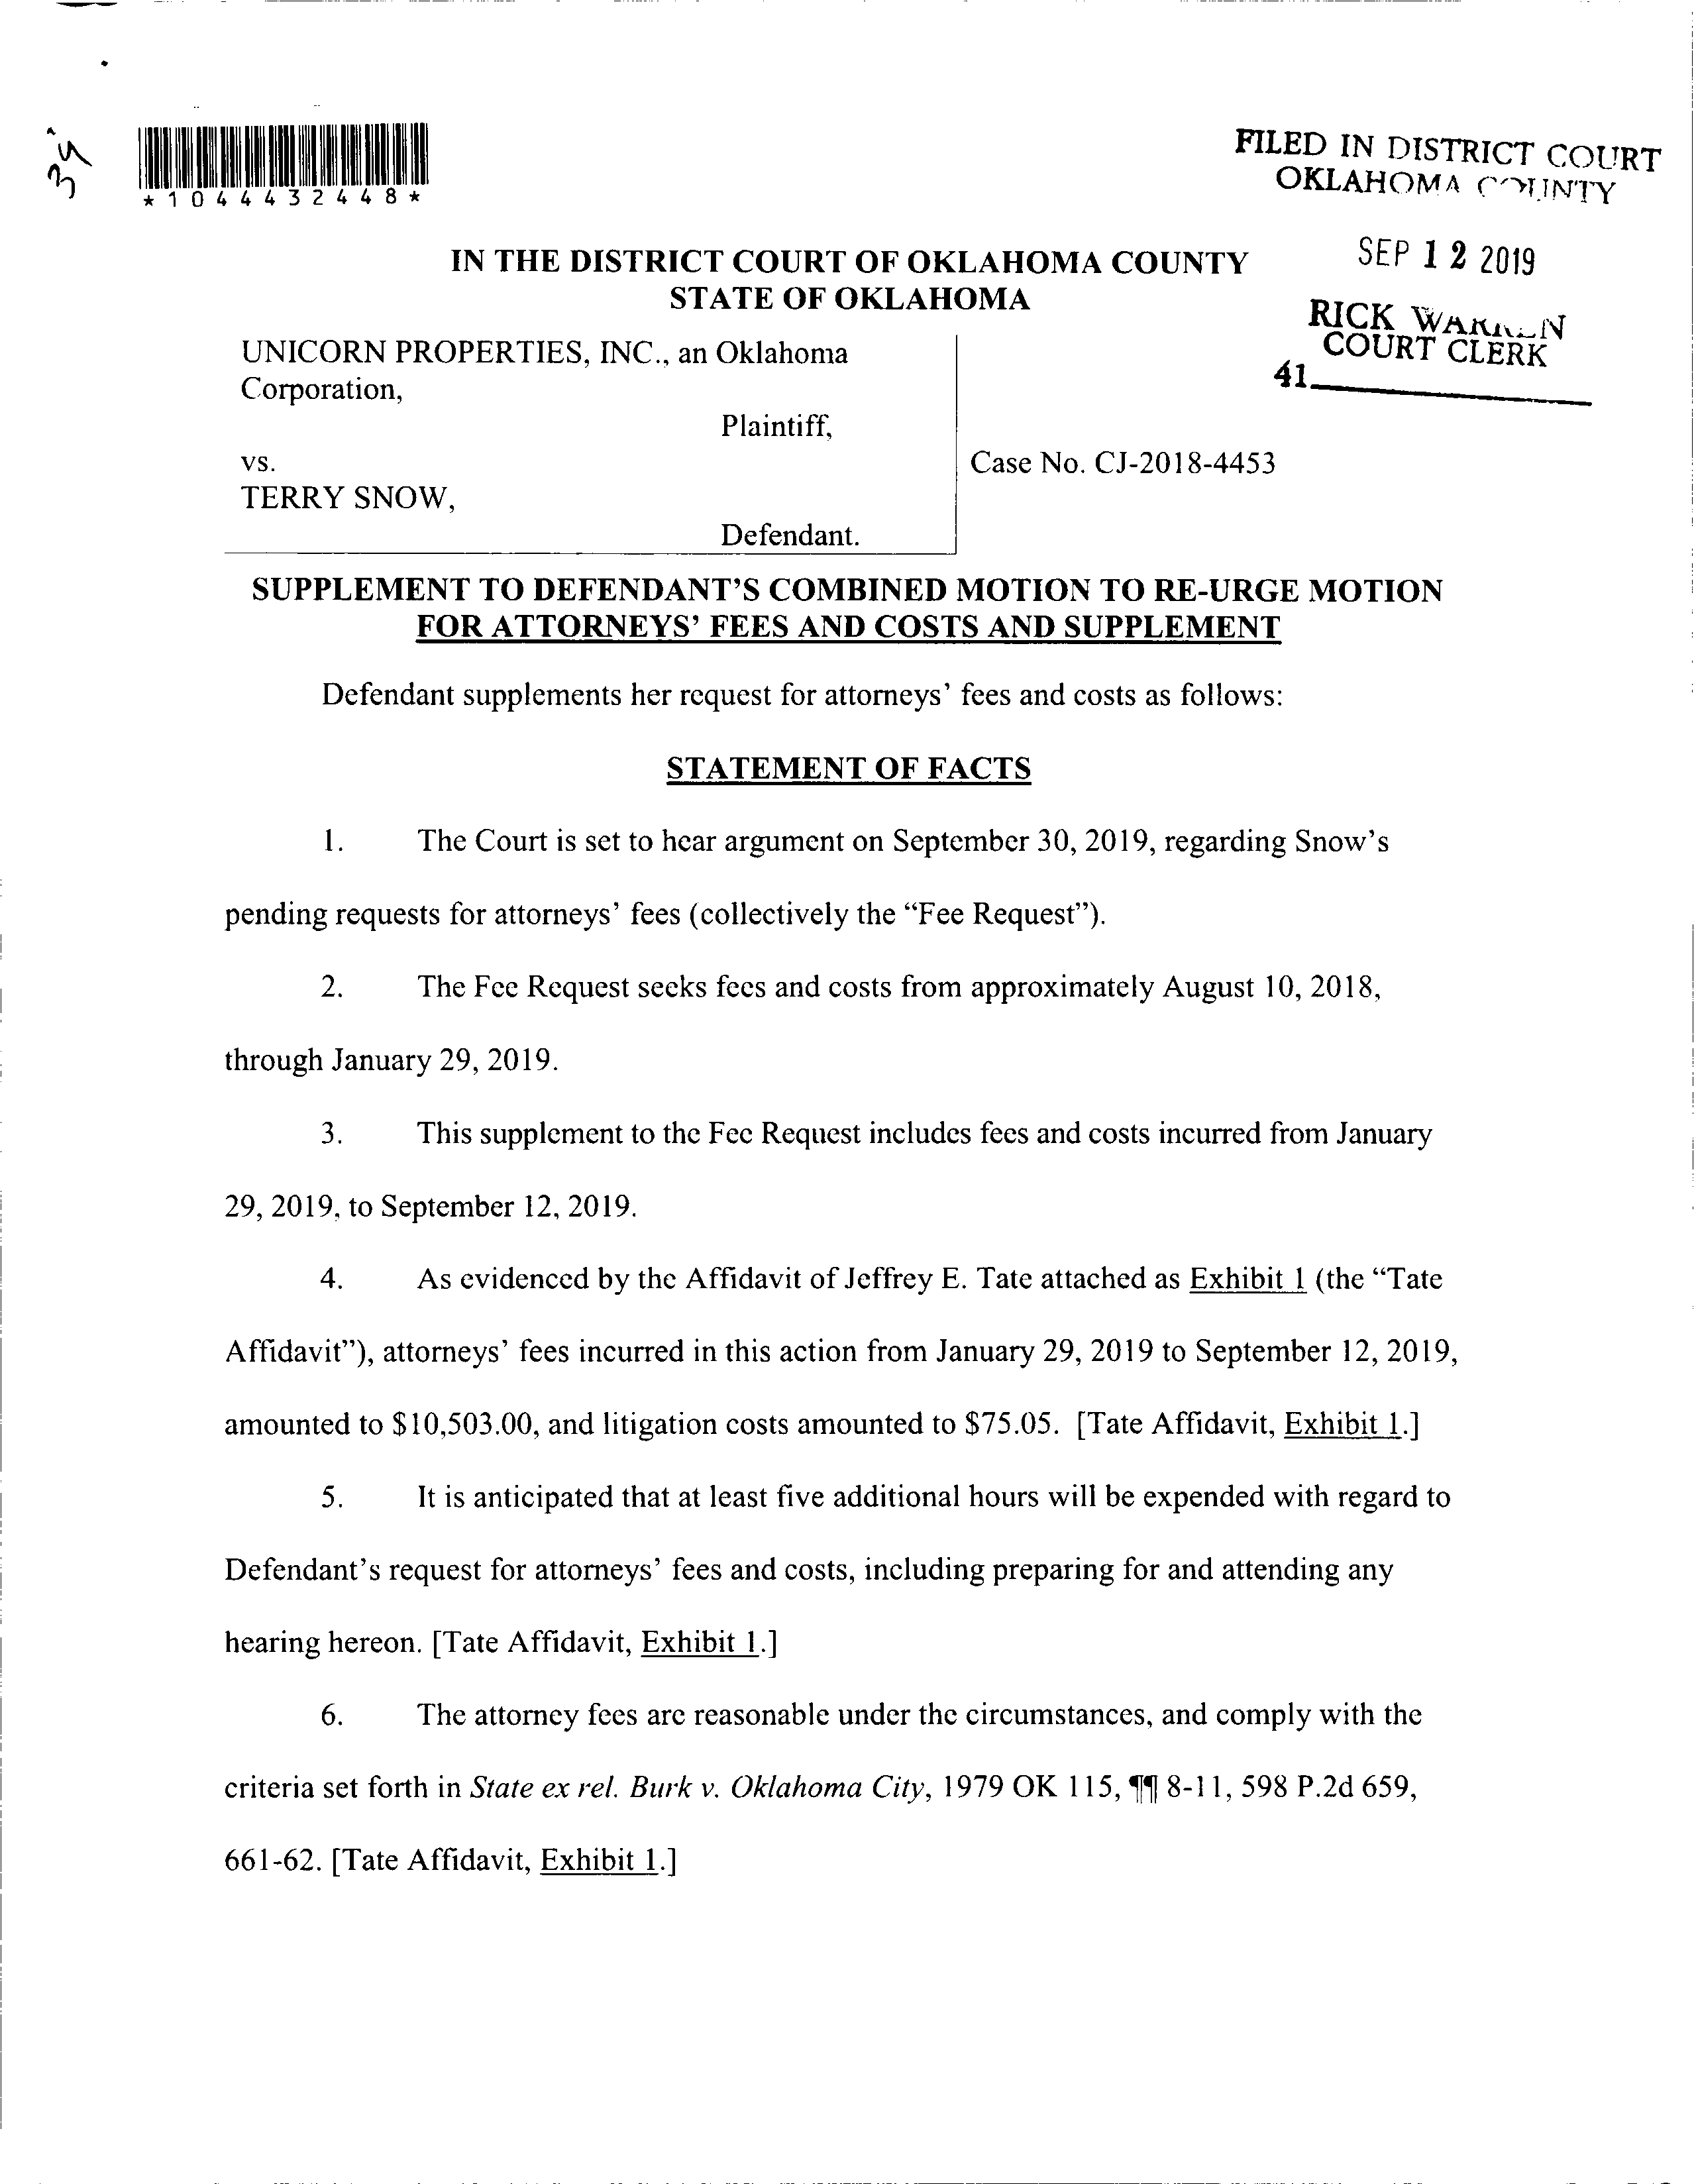 34
*1044432448*
FILED IN DISTRICT COURT
OKLAHOMA COUNTY
SEP 12 2019
RICK WARREN
COURT CLERK
41
IN THE DISTRICT COURT OF OKLAHOMA COUNTY
STATE OF OKLAHOMA
UNICORN PROPERTIES, INC., an Oklahoma
Corporation,
Plaintiff,
vs.
Case No. CJ-2018-4453
TERRY SNOW,
Defendant.
SUPPLEMENT TO DEFENDANT'S COMBINED MOTION TO RE-URGE MOTION
FOR ATTORNEYS' FEES AND COSTS AND SUPPLEMENT
Defendant supplements her request for attorneys' fees and costs as follows:
STATEMENT OF FACTS
1. The Court is set to hear argument on September 30, 2019, regarding Snow's
pending requests for attorneys' fees (collectively the "Fee Request").
2. The Fee Request seeks fees and costs from approximately August 10, 2018,
through January 29, 2019.
3. This supplement to the Fee Request includes fees and costs incurred from January
29, 2019, to September 12, 2019.
4. As evidenced by the Affidavit of Jeffrey E. Tate attached as Exhibit 1 (the "Tate
Affidavit"), attorneys' fees incurred in this action from January 29, 2019 to September 12, 2019,
amounted to $10,503.00, and litigation costs amounted to $75.05. [Tate Affidavit, Exhibit 1.]
5. It is anticipated that at least five additional hours will be expended with regard to
Defendant's request for attorneys' fees and costs, including preparing for and attending any
hearing hereon. [Tate Affidavit, Exhibit 1.]
6. The attorney fees are reasonable under the circumstances, and comply with the
criteria set forth in State ex rel. Burk v. Oklahoma City, 1979 OK 115, ¶¶ 8-11, 598 P.2d 659,
661-62. [Tate Affidavit, Exhibit 1.]